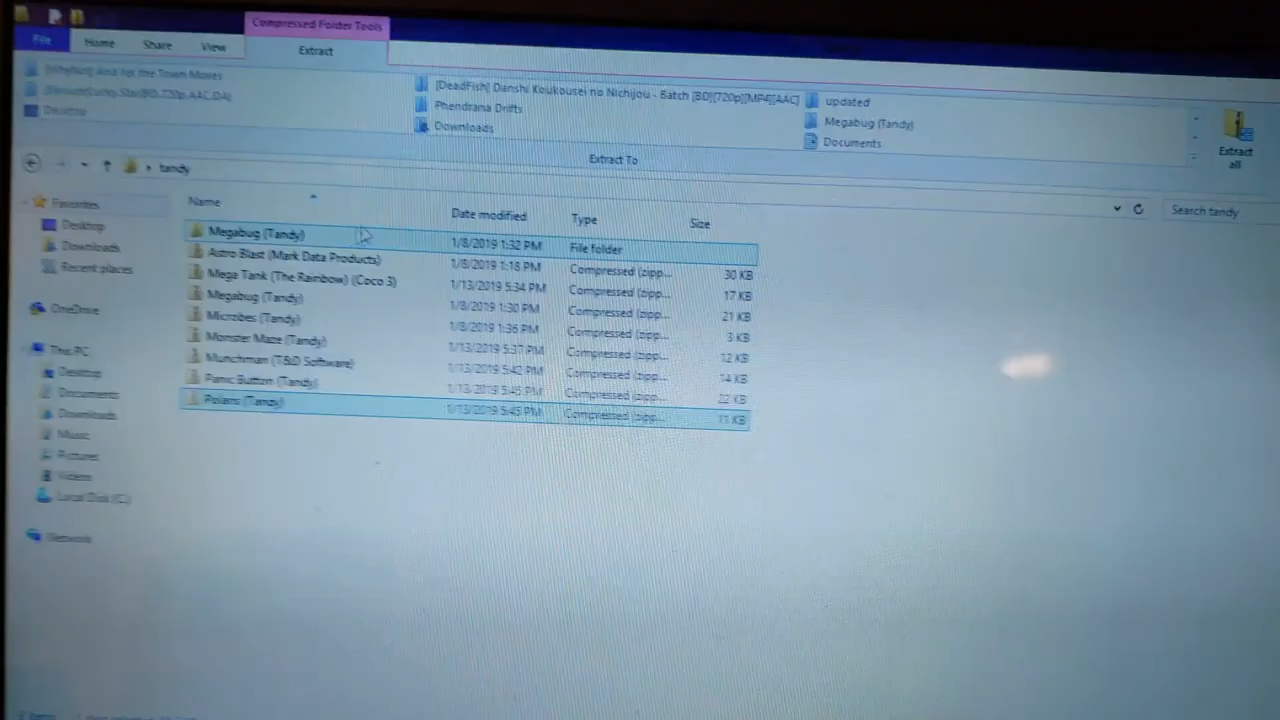 Compressed Folder Tools
File Home Share View Extract
for the Town Moves
[DeadFish] Danshi Koukousei no Nichijou - Batch [BD][720p][MP4][AAC]
updated
Phendrana Drifts
Megabug (Tandy)
Desktop
Downloads
Documents
Extract all
Extract To
tandy
Search tandy
Favorites
Desktop
Downloads
Recent places
OneDrive
This PC
Desktop
Documents
Downloads
Music
Pictures
Videos
Local Disk (C:)
Network
Name Date modified Type Size
Megabug (Tandy) 1/8/2019 1:32 PM File folder
Astro Blast (Mark Data Products) 1/8/2019 1:18 PM Compressed (zipp... 30 KB
Mega Tank (The Rainbow) (Coco 3) 1/13/2019 5:34 PM Compressed (zipp... 17 KB
Megabug (Tandy) 1/8/2019 1:30 PM Compressed (zipp... 21 KB
Microbes (Tandy) 1/8/2019 1:36 PM Compressed (zipp... 3 KB
Monster Maze (Tandy) 1/13/2019 5:37 PM Compressed (zipp... 12 KB
Munchman (T&D Software) 1/13/2019 5:42 PM Compressed (zipp... 14 KB
Panic Button (Tandy) 1/13/2019 5:45 PM Compressed (zipp... 22 KB
Polaris (Tandy) 1/13/2019 5:45 PM Compressed (zipp... 11 KB